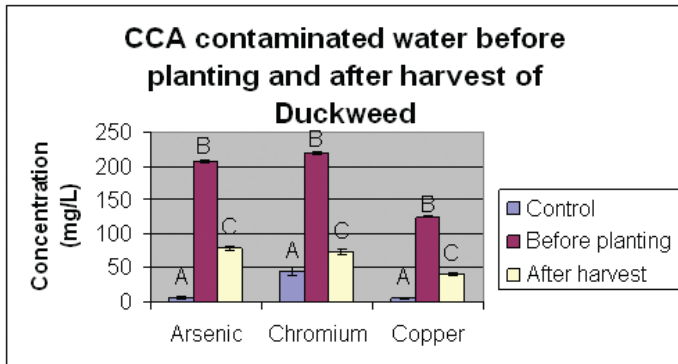 CCA contaminated water before
planting and after harvest of
Duckweed
Concentration
(mg/L)
250
200
150
100
50
0
A B C
A B C
A B C
Arsenic Chromium Copper
Control
Before planting
After harvest